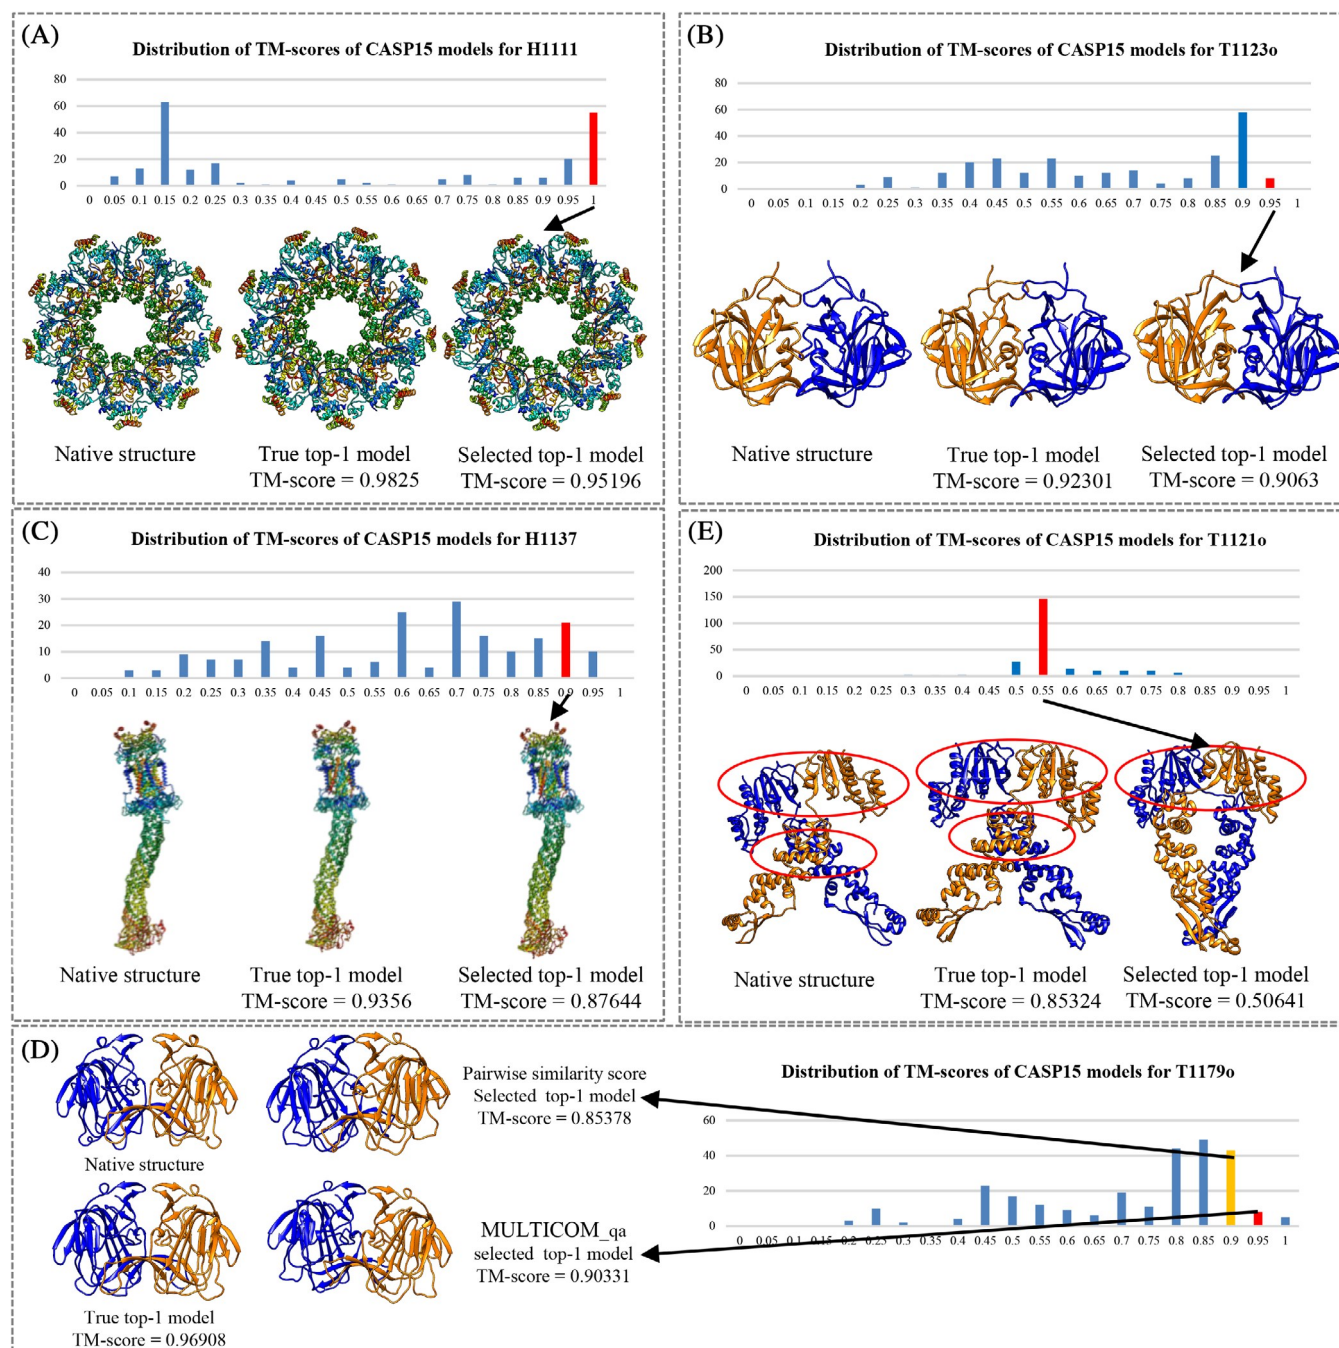 (A)
Distribution of TM-scores of CASP15 models for H1111
80
60
40
20
0
0 0.05 0.1 0.15 0.2 0.25 0.3 0.35 0.4 0.45 0.5 0.55 0.6 0.65 0.7 0.75 0.8 0.85 0.9 0.95 1
Native structure
True top-1 model
TM-score = 0.9825
Selected top-1 model
TM-score = 0.95196
(B)
Distribution of TM-scores of CASP15 models for T1123o
80
60
40
20
0
0 0.05 0.1 0.15 0.2 0.25 0.3 0.35 0.4 0.45 0.5 0.55 0.6 0.65 0.7 0.75 0.8 0.85 0.9 0.95 1
Native structure
True top-1 model
TM-score = 0.92301
Selected top-1 model
TM-score = 0.9063
(C)
Distribution of TM-scores of CASP15 models for H1137
40
30
20
10
0
0 0.05 0.1 0.15 0.2 0.25 0.3 0.35 0.4 0.45 0.5 0.55 0.6 0.65 0.7 0.75 0.8 0.85 0.9 0.95 1
Native structure
True top-1 model
TM-score = 0.9356
Selected top-1 model
TM-score = 0.87644
(E)
Distribution of TM-scores of CASP15 models for T1121o
200
150
100
50
0
0 0.05 0.1 0.15 0.2 0.25 0.3 0.35 0.4 0.45 0.5 0.55 0.6 0.65 0.7 0.75 0.8 0.85 0.9 0.95 1
Native structure
True top-1 model
TM-score = 0.85324
Selected top-1 model
TM-score = 0.50641
(D)
Native structure
Pairwise similarity score
Selected top-1 model
TM-score = 0.85378
True top-1 model
TM-score = 0.96908
MULTICOM_qa
selected top-1 model
TM-score = 0.90331
Distribution of TM-scores of CASP15 models for T1179o
60
40
20
0
0 0.05 0.1 0.15 0.2 0.25 0.3 0.35 0.4 0.45 0.5 0.55 0.6 0.65 0.7 0.75 0.8 0.85 0.9 0.95 1